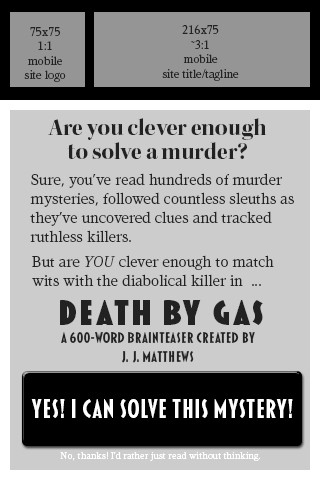 75x75
1:1
mobile
site logo
216x75
~3:1
mobile
site title/tagline
Are you clever enough
to solve a murder?
Sure, you've read hundreds of murder
mysteries, followed countless sleuths as
they've uncovered clues and tracked
ruthless killers.
But are YOU clever enough to match
wits with the diabolical killer in ...
DEATH BY GAS
A 600-WORD BRAINTEASER CREATED BY
J. J. MATTHEWS
YES! I CAN SOLVE THIS MYSTERY!
No, thanks! I'd rather just read without thinking.